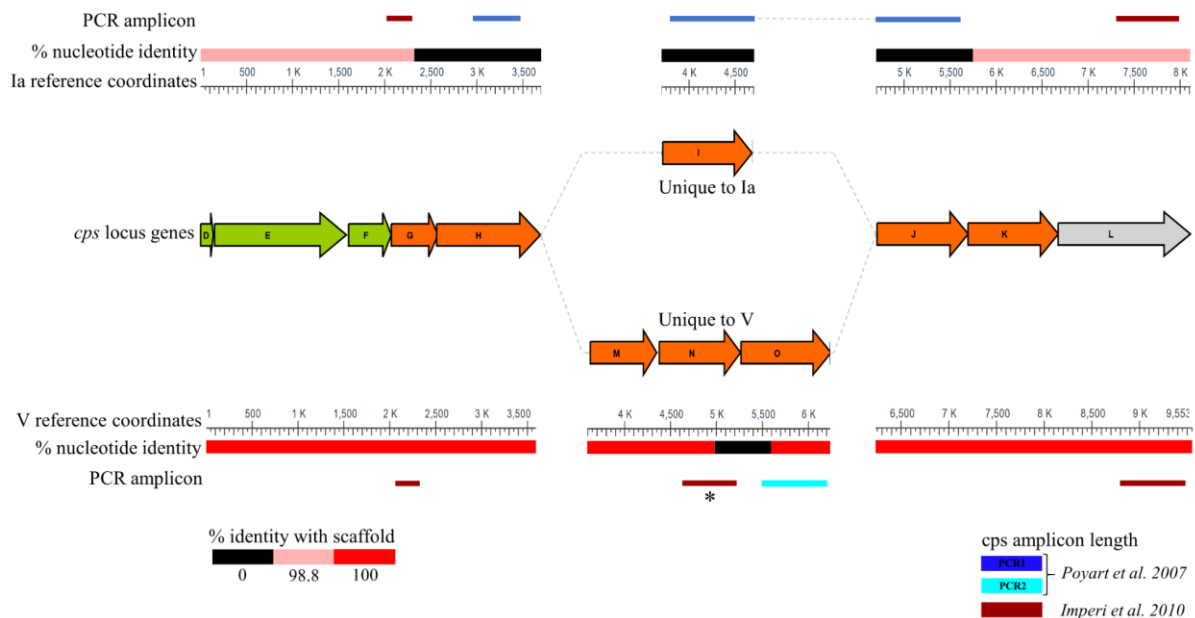 PCR amplicon
% nucleotide identity
Ia reference coordinates
1 500 1 K 1,500 2 K 2,500 3 K 3,500 4 K 4,500 5 K 5,500 6 K 6,500 7 K 7,500 8 K
I
Unique to Ia
cps locus genes
D E F G H J K L
Unique to V
M N O
V reference coordinates
1 500 1 K 1,500 2 K 2,500 3 K 3,500 4 K 4,500 5 K 5,500 6 K 6,500 7 K 7,500 8 K 8,500 9 K 9,553
% nucleotide identity
PCR amplicon
*
% identity with scaffold
0 98.8 100
cps amplicon length
PCR1
PCR2
Poyart et al. 2007
Imperi et al. 2010